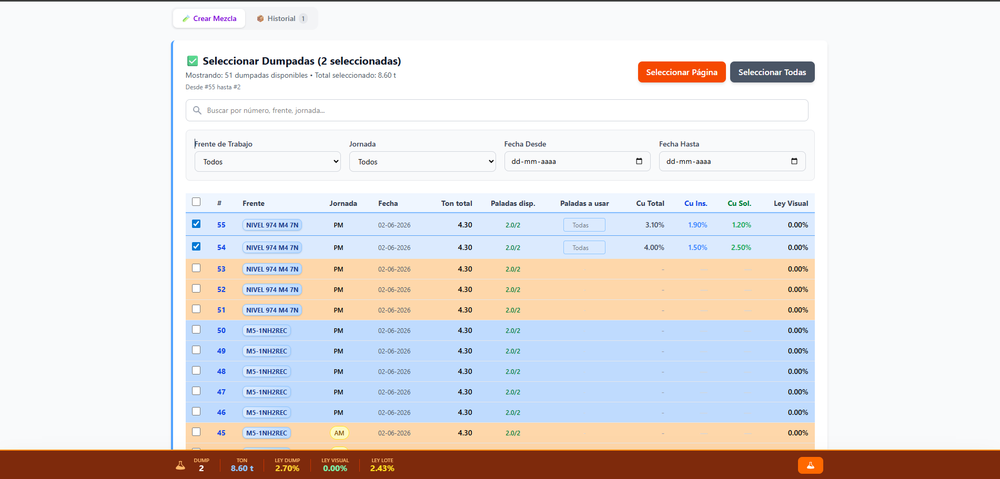 Crear Mezcla
Historial 1
Seleccionar Dumpadas (2 seleccionadas)
Mostrando: 51 dumpadas disponibles • Total seleccionado: 8.60 t
Desde #55 hasta #2
Seleccionar Página
Seleccionar Todas
Buscar por número, frente, jornada...
Frente de Trabajo Jornada Fecha Desde Fecha Hasta
Todos Todos dd-mm-aaaa dd-mm-aaaa
# Frente Jornada Fecha Ton total Paladas disp. Paladas a usar Cu Total Cu Ins. Cu Sol. Ley Visual
55 NIVEL 974 M4 7N PM 02-06-2026 4.30 2.0/2 Todas 3.10% 1.90% 1.20% 0.00%
54 NIVEL 974 M4 7N PM 02-06-2026 4.30 2.0/2 Todas 4.00% 1.50% 2.50% 0.00%
53 NIVEL 974 M4 7N PM 02-06-2026 4.30 2.0/2 - — — 0.00%
52 NIVEL 974 M4 7N PM 02-06-2026 4.30 2.0/2 - - — — 0.00%
51 NIVEL 974 M4 7N PM 02-06-2026 4.30 2.0/2 - — — 0.00%
50 M5-1NH2REC PM 02-06-2026 4.30 2.0/2 - — — 0.00%
49 M5-1NH2REC PM 02-06-2026 4.30 2.0/2 - — — 0.00%
48 M5-1NH2REC PM 02-06-2026 4.30 2.0/2 - — — 0.00%
47 M5-1NH2REC PM 02-06-2026 4.30 2.0/2 - — — 0.00%
46 M5-1NH2REC PM 02-06-2026 4.30 2.0/2 - — — 0.00%
45 M5-1NH2REC AM 02-06-2026 4.30 2.0/2 - — — 0.00%
DUMP TON LEY DUMP LEY VISUAL LEY LOTE
2 8.60 t 2.70% 0.00% 2.43%